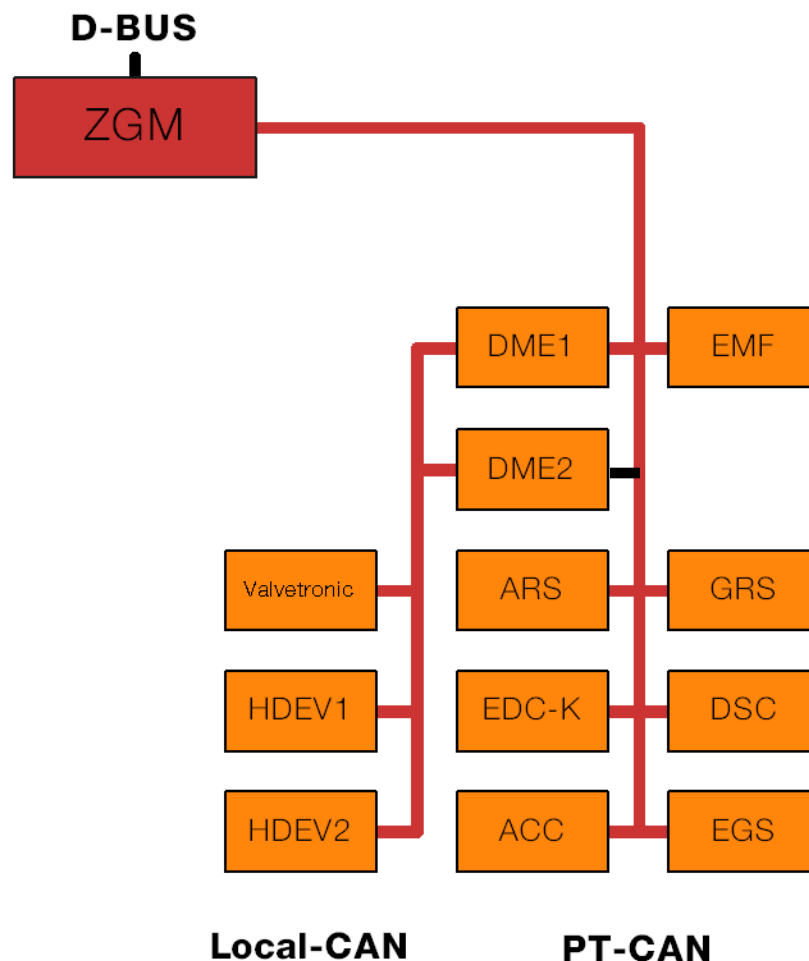 D-BUS
ZGM
DME1
EMF
DME2
Valvetronic
ARS
GRS
HDEV1
EDC-K
DSC
HDEV2
ACC
EGS
Local-CAN
PT-CAN